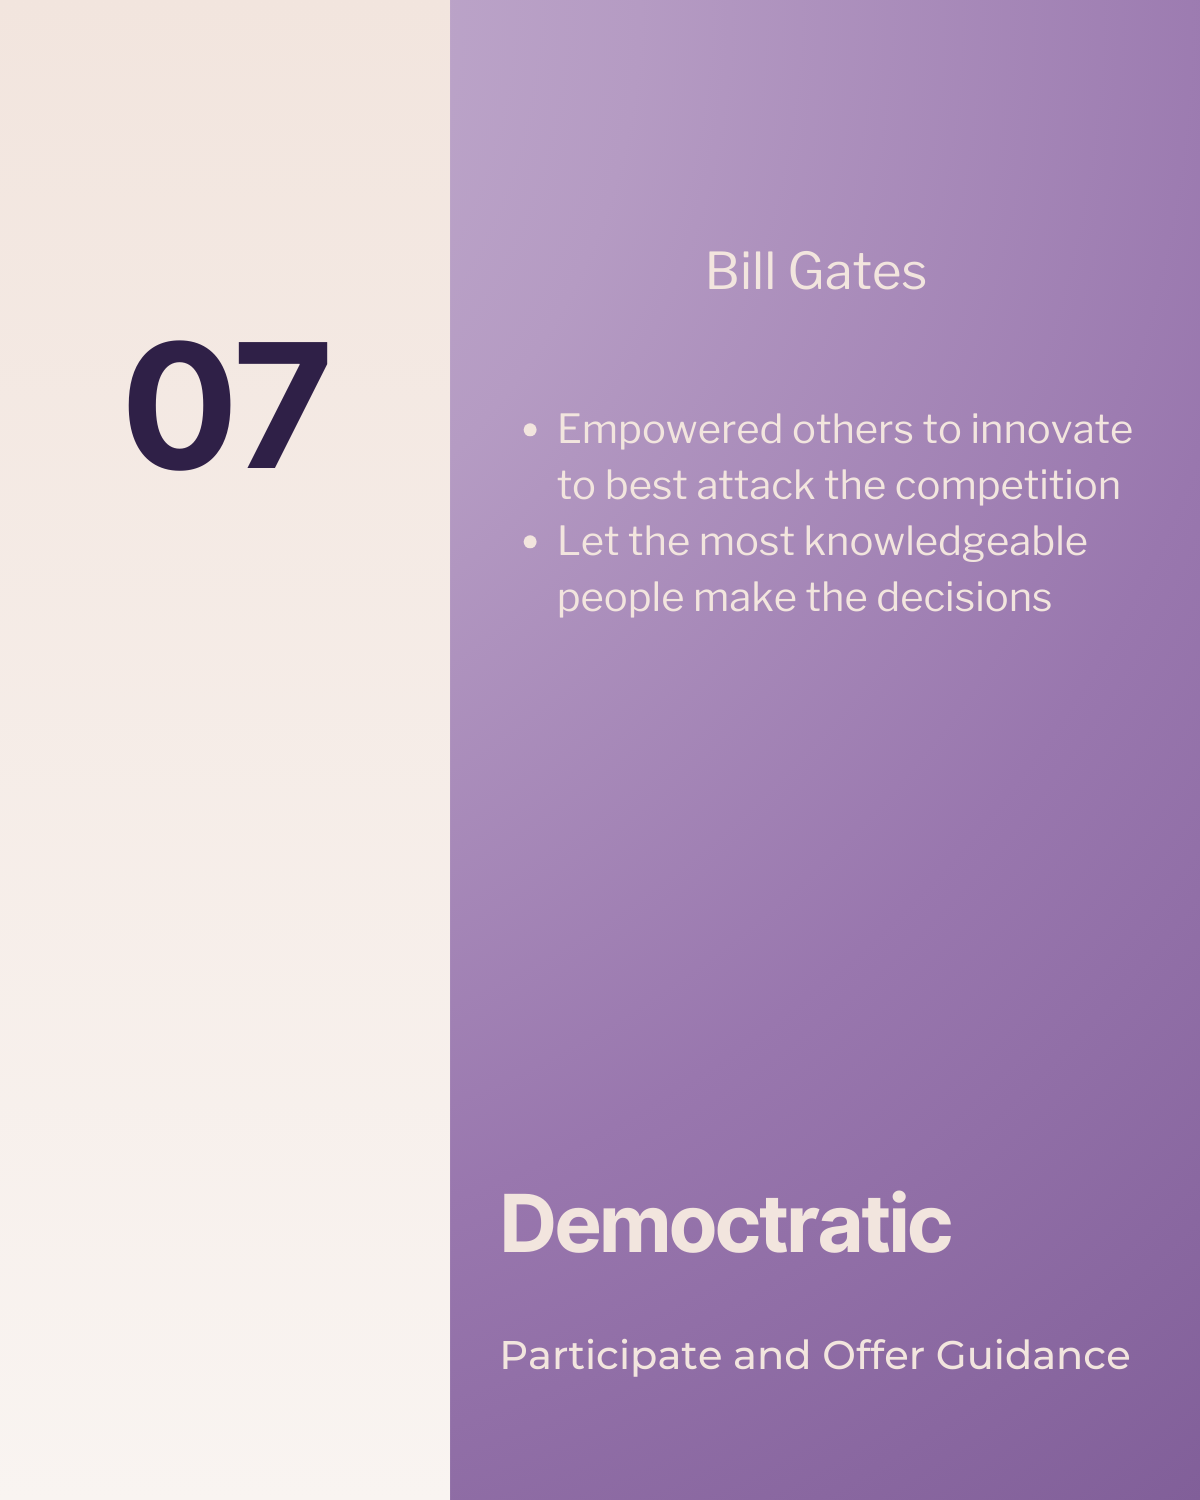 07
Bill Gates
• Empowered others to innovate
to best attack the competition
• Let the most knowledgeable
people make the decisions
Democtratic
Participate and Offer Guidance